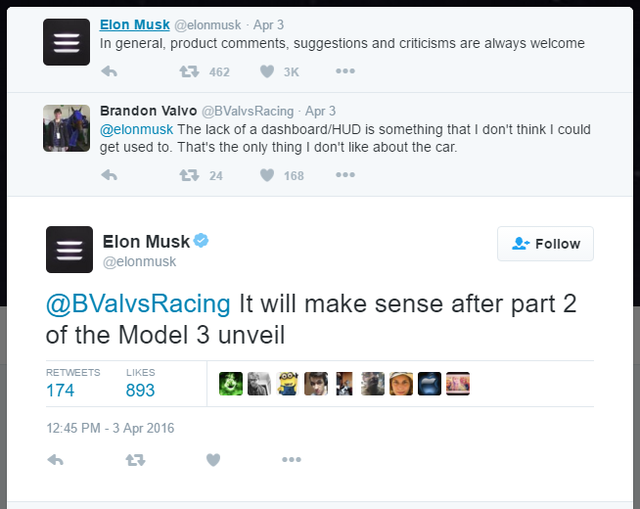 Elon Musk @elonmusk · Apr 3
In general, product comments, suggestions and criticisms are always welcome
462 3K
Brandon Valvo @BValvsRacing · Apr 3
@elonmusk The lack of a dashboard/HUD is something that I don't think I could
get used to. That's the only thing I don't like about the car.
24 168
Elon Musk
@elonmusk
Follow
@BValvsRacing It will make sense after part 2
of the Model 3 unveil
RETWEETS LIKES
174 893
12:45 PM - 3 Apr 2016